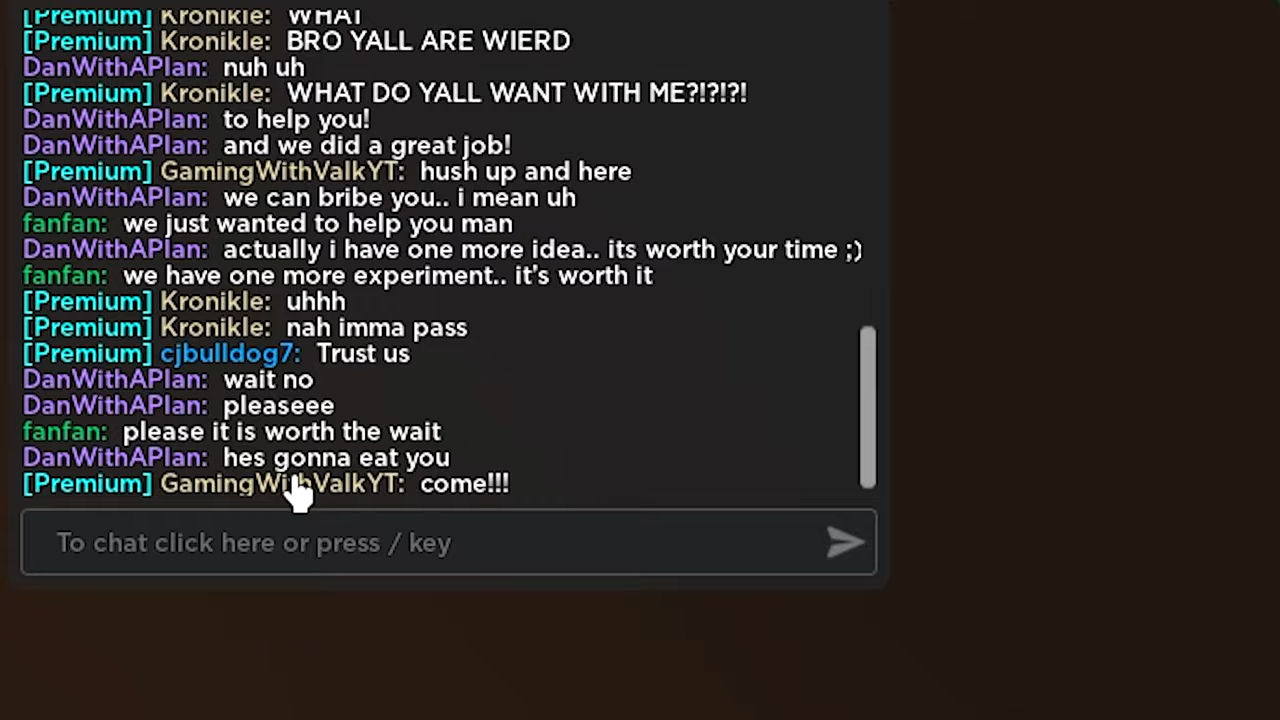 [Premium] Kronikle: WHAT
[Premium] Kronikle: BRO YALL ARE WIERD
DanWithAPlan: nuh uh
[Premium] Kronikle: WHAT DO YALL WANT WITH ME?!?!?!
DanWithAPlan: to help you!
DanWithAPlan: and we did a great job!
[Premium] GamingWithValkYT: hush up and here
DanWithAPlan: we can bribe you.. i mean uh
fanfan: we just wanted to help you man
DanWithAPlan: actually i have one more idea.. its worth your time ;)
fanfan: we have one more experiment.. it's worth it
[Premium] Kronikle: uhhh
[Premium] Kronikle: nah imma pass
[Premium] cjbulldog7: Trust us
DanWithAPlan: wait no
DanWithAPlan: pleaseee
fanfan: please it is worth the wait
DanWithAPlan: hes gonna eat you
[Premium] GamingWithValkYT: come!!!
To chat click here or press / key